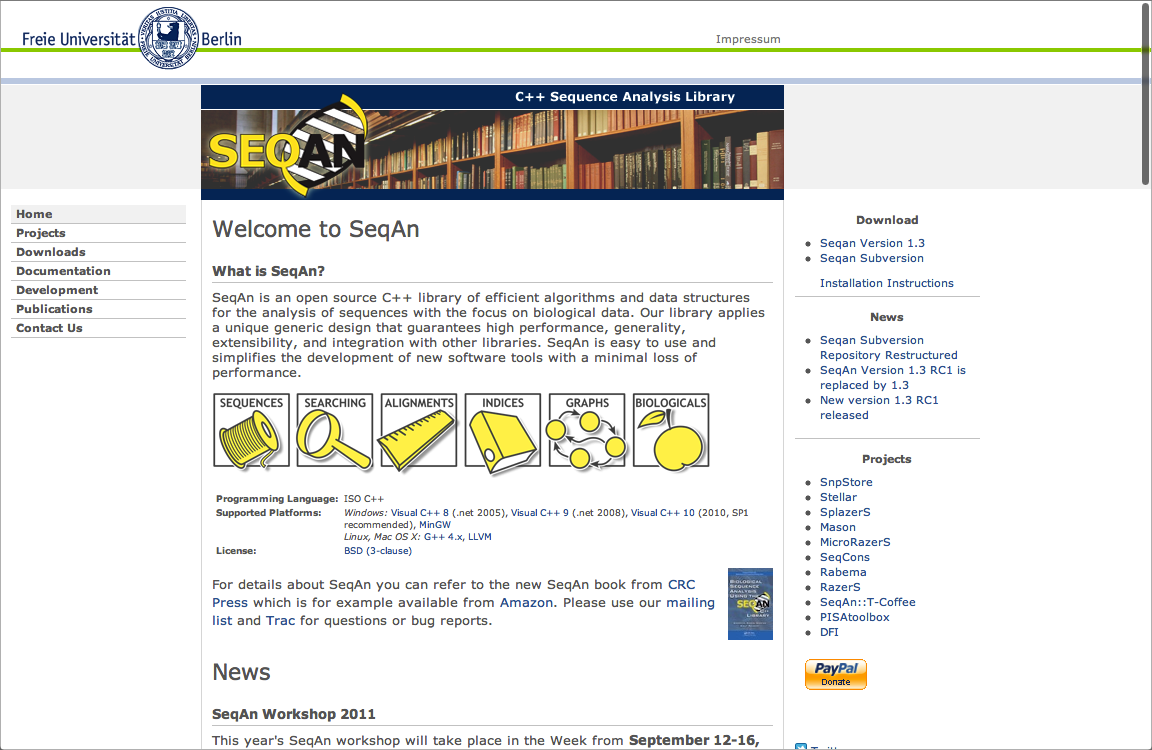 Freie Universität Berlin
Impressum
C++ Sequence Analysis Library
SEQAN
Home
Projects
Downloads
Documentation
Development
Publications
Contact Us
Welcome to SeqAn
What is SeqAn?
SeqAn is an open source C++ library of efficient algorithms and data structures
for the analysis of sequences with the focus on biological data. Our library applies
a unique generic design that guarantees high performance, generality,
extensibility, and integration with other libraries. SeqAn is easy to use and
simplifies the development of new software tools with a minimal loss of
performance.
SEQUENCES SEARCHING ALIGNMENTS INDICES GRAPHS BIOLOGICALS
Programming Language: ISO C++
Supported Platforms: Windows: Visual C++ 8 (.net 2005), Visual C++ 9 (.net 2008), Visual C++ 10 (2010, SP1
recommended), MinGW
Linux, Mac OS X: G++ 4.x, LLVM
License: BSD (3-clause)
For details about SeqAn you can refer to the new SeqAn book from CRC
Press which is for example available from Amazon. Please use our mailing
list and Trac for questions or bug reports.
BIOLOGICAL
SEQUENCE
ANALYSIS
USING THE
SEQAN
C++
LIBRARY
News
SeqAn Workshop 2011
This year's SeqAn workshop will take place in the Week from September 12-16,
Download
Seqan Version 1.3
Seqan Subversion
Installation Instructions
News
Seqan Subversion
Repository Restructured
SeqAn Version 1.3 RC1 is
replaced by 1.3
New version 1.3 RC1
released
Projects
SnpStore
Stellar
SplazerS
Mason
MicroRazerS
SeqCons
Rabema
RazerS
SeqAn::T-Coffee
PISAtoolbox
DFI
PayPal
Donate